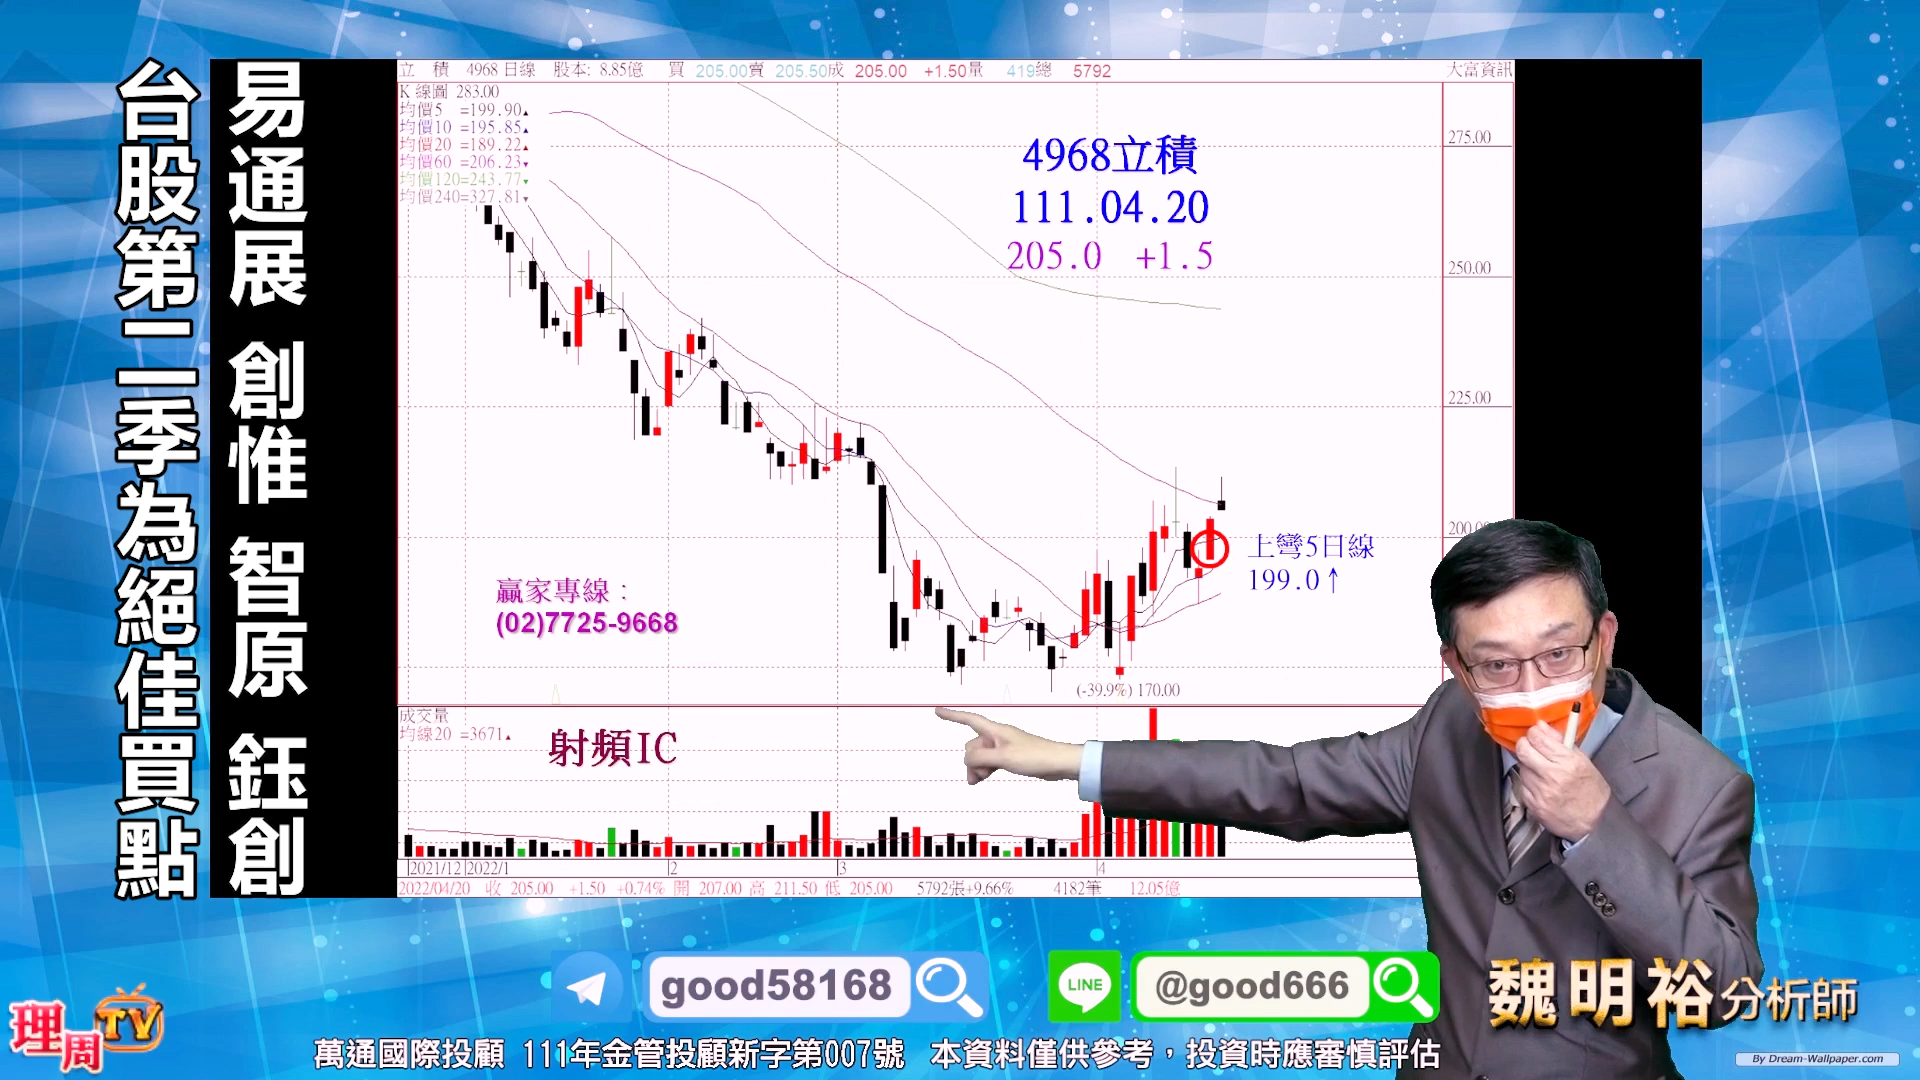 台股第二季為絕佳買點
易通展 創惟 智原 鈺創
立 積 4968 日線 股本: 8.85億 買 205.00賣 205.50成 205.00 +1.50量 419總 5792 大富資訊
K 線圖 283.00
均價5 =199.90▲
均價10 =195.85▲
均價20 =189.22▲
均價60 =206.23▼
均價120=243.77▼
均價240=327.81▼
4968立積
111.04.20
205.0 +1.5
275.00
250.00
225.00
200.00
上彎5日線
199.0↑
贏家專線：
(02)7725-9668
(-39.9%) 170.00
成交量
均線20 =3671▲
射頻IC
2021/12 2022/1 2 3 4
2022/04/20 收 205.00 +1.50 +0.74% 開 207.00 高 211.50 低 205.00 5792張+9.66% 4182筆 12.05億
good58168
LINE @good666
魏明裕分析師
理周TV
萬通國際投顧 111年金管投顧新字第007號 本資料僅供參考，投資時應審慎評估
By Dream-Wallpaper.com